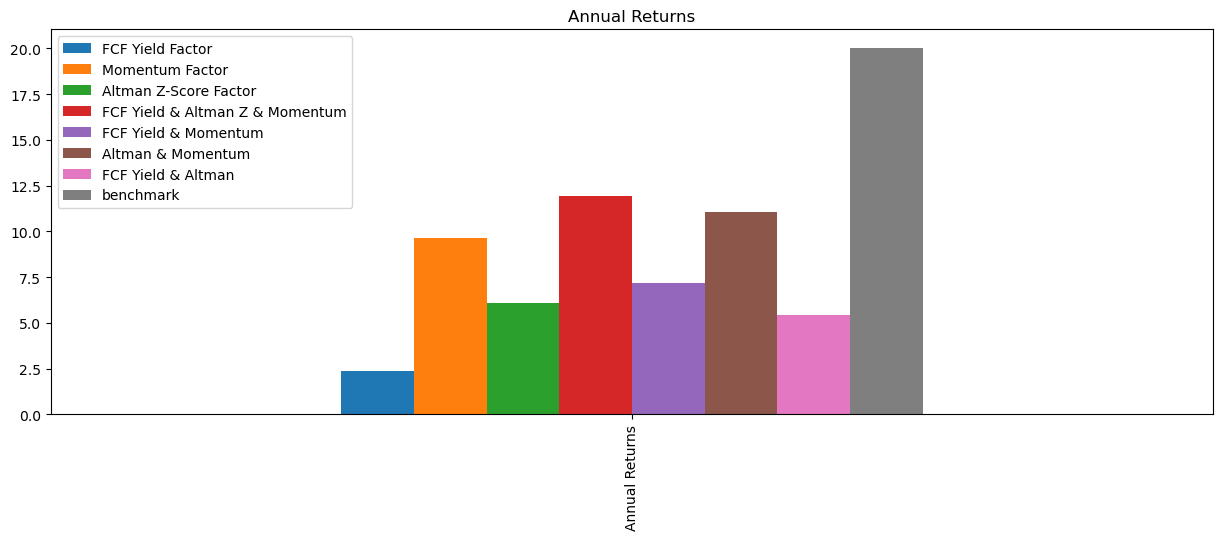 Annual Returns
20.0
17.5
15.0
12.5
10.0
7.5
5.0
2.5
0.0
FCF Yield Factor
Momentum Factor
Altman Z-Score Factor
FCF Yield & Altman Z & Momentum
FCF Yield & Momentum
Altman & Momentum
FCF Yield & Altman
benchmark
Annual Returns